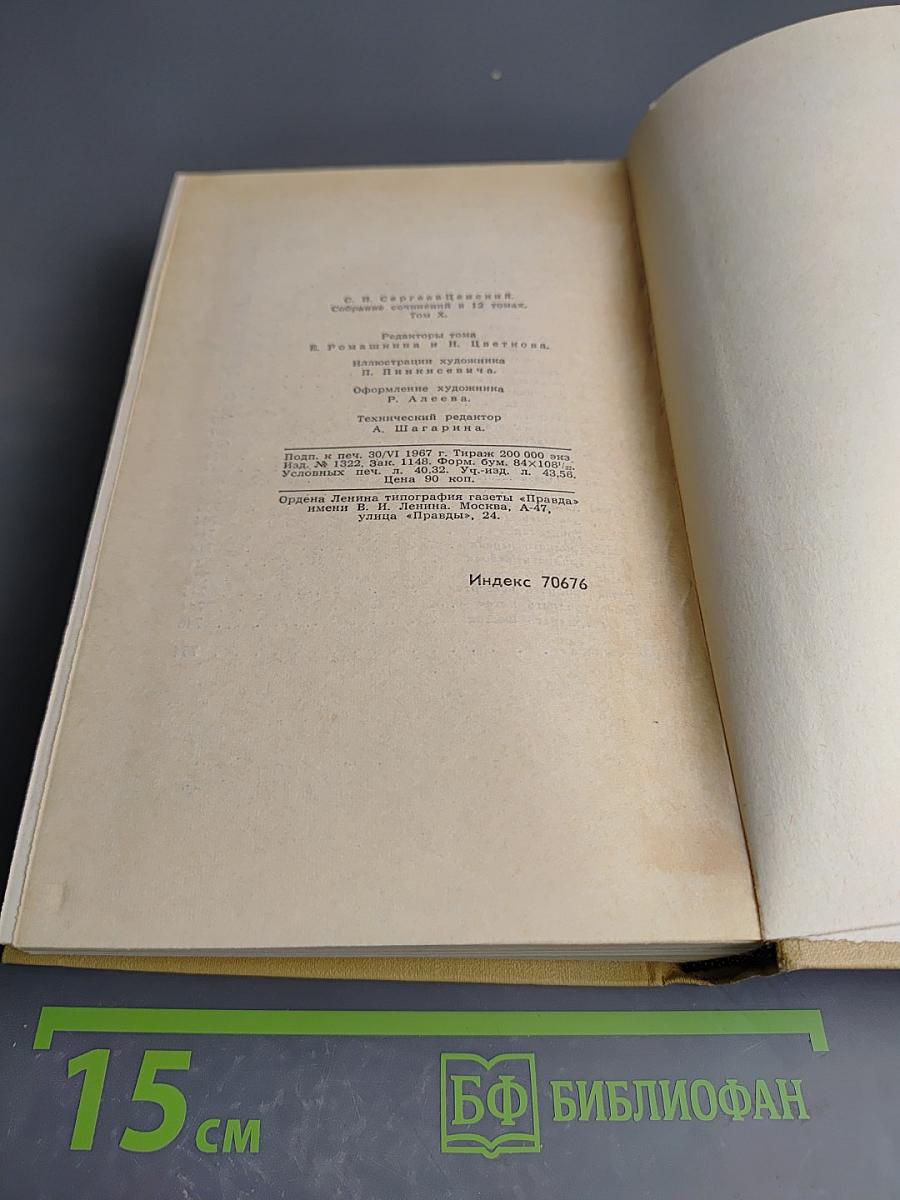 С. Н. Сергеев-Ценский.
Собрание сочинений в 12 томах.
Том X.
Редакторы тома
В. Ромашкина и Н. Цветкова.
Иллюстрации художника
П. Пинкисевича.
Оформление художника
Р. Алеева.
Технический редактор
А. Шагарина.
Подп. к печ. 30/VI 1967 г. Тираж 200 000 экз.
Изд. № 1322. Зак. 1148. Форм. бум. 84×108¹/₃₂.
Условных печ. л. 40,32. Уч.-изд. л. 43,56.
Цена 90 коп.
Ордена Ленина типография газеты «Правда»
имени В. И. Ленина. Москва, А-47,
улица «Правды», 24.
Индекс 70676
15 см
БФ БИБЛИОФАН